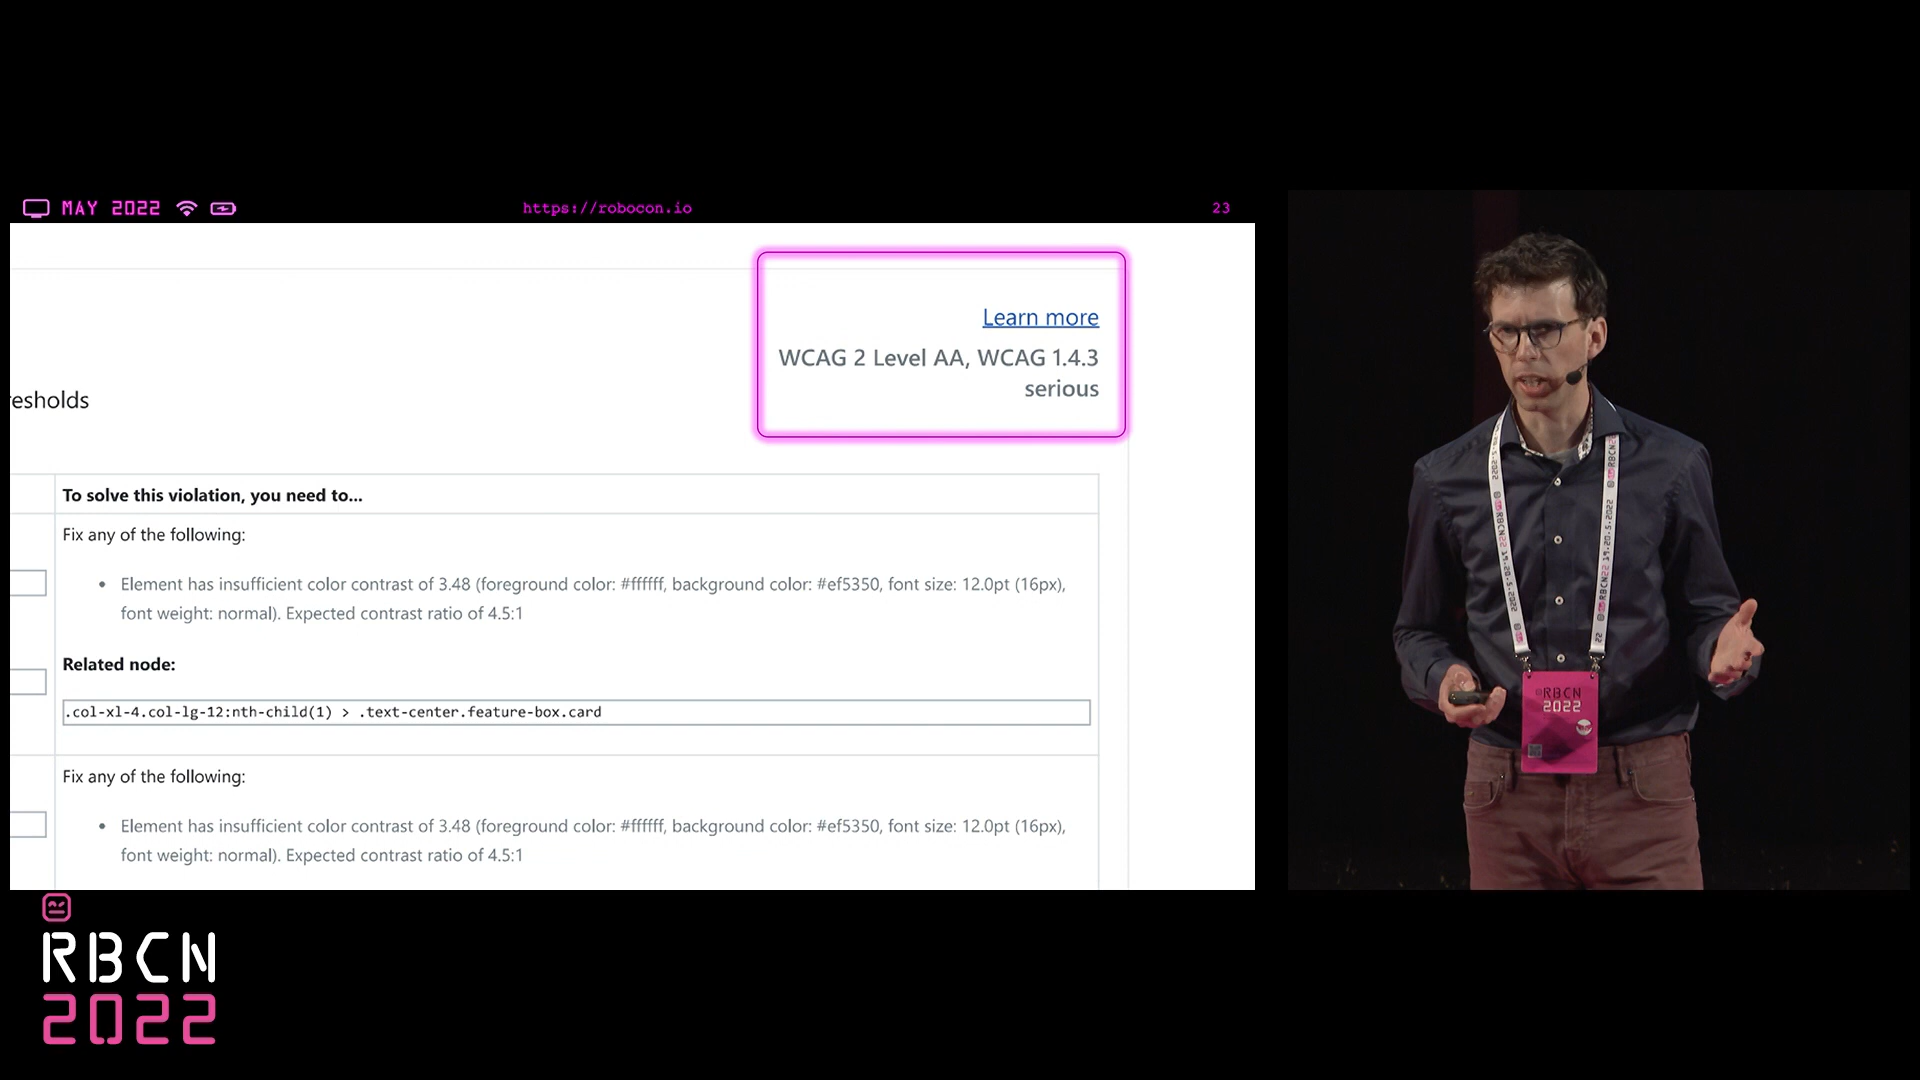 MAY 2022
https://robocon.io
23
Learn more
WCAG 2 Level AA, WCAG 1.4.3
serious
resholds
To solve this violation, you need to...
Fix any of the following:
• Element has insufficient color contrast of 3.48 (foreground color: #ffffff, background color: #ef5350, font size: 12.0pt (16px),
font weight: normal). Expected contrast ratio of 4.5:1
Related node:
.col-xl-4.col-lg-12:nth-child(1) > .text-center.feature-box.card
Fix any of the following:
• Element has insufficient color contrast of 3.48 (foreground color: #ffffff, background color: #ef5350, font size: 12.0pt (16px),
font weight: normal). Expected contrast ratio of 4.5:1
RBCN
2022
RBCN
2022